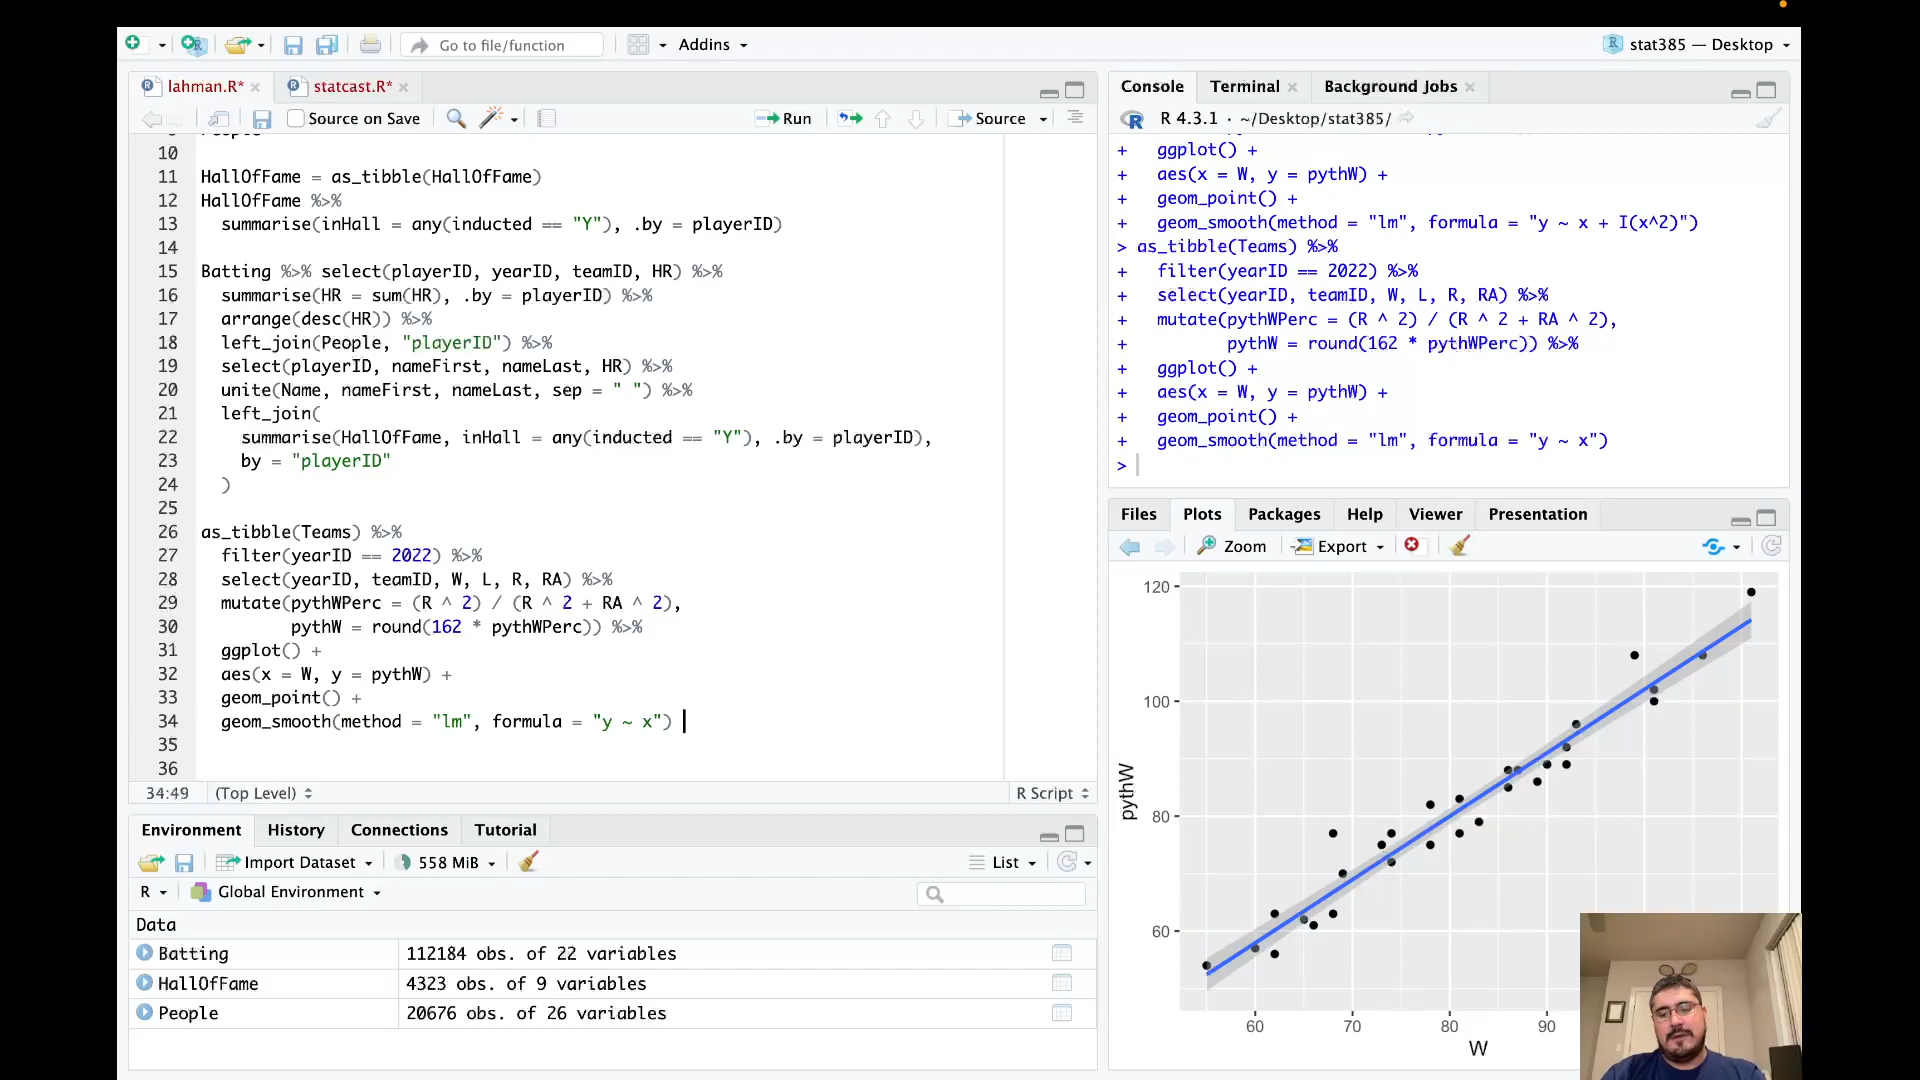 Go to file/function
Addins
stat385 — Desktop
lahman.R*
statcast.R*
Source on Save
Run
Source
10
11 HallOfFame = as_tibble(HallOfFame)
12 HallOfFame %>%
13 summarise(inHall = any(inducted == "Y"), .by = playerID)
14
15 Batting %>% select(playerID, yearID, teamID, HR) %>%
16 summarise(HR = sum(HR), .by = playerID) %>%
17 arrange(desc(HR)) %>%
18 left_join(People, "playerID") %>%
19 select(playerID, nameFirst, nameLast, HR) %>%
20 unite(Name, nameFirst, nameLast, sep = " ") %>%
21 left_join(
22 summarise(HallOfFame, inHall = any(inducted == "Y"), .by = playerID),
23 by = "playerID"
24 )
25
26 as_tibble(Teams) %>%
27 filter(yearID == 2022) %>%
28 select(yearID, teamID, W, L, R, RA) %>%
29 mutate(pythWPerc = (R ^ 2) / (R ^ 2 + RA ^ 2),
30 pythW = round(162 * pythWPerc)) %>%
31 ggplot() +
32 aes(x = W, y = pythW) +
33 geom_point() +
34 geom_smooth(method = "lm", formula = "y ~ x")
35
36
34:49
(Top Level)
R Script
Environment
History
Connections
Tutorial
Import Dataset
558 MiB
List
R
Global Environment
Data
Batting 112184 obs. of 22 variables
HallOfFame 4323 obs. of 9 variables
People 20676 obs. of 26 variables
Console
Terminal
Background Jobs
R 4.3.1 · ~/Desktop/stat385/
+ ggplot() +
+ aes(x = W, y = pythW) +
+ geom_point() +
+ geom_smooth(method = "lm", formula = "y ~ x + I(x^2)")
> as_tibble(Teams) %>%
+ filter(yearID == 2022) %>%
+ select(yearID, teamID, W, L, R, RA) %>%
+ mutate(pythWPerc = (R ^ 2) / (R ^ 2 + RA ^ 2),
+ pythW = round(162 * pythWPerc)) %>%
+ ggplot() +
+ aes(x = W, y = pythW) +
+ geom_point() +
+ geom_smooth(method = "lm", formula = "y ~ x")
>
Files
Plots
Packages
Help
Viewer
Presentation
Zoom
Export
120
100
80
60
pythW
60 70 80 90
W